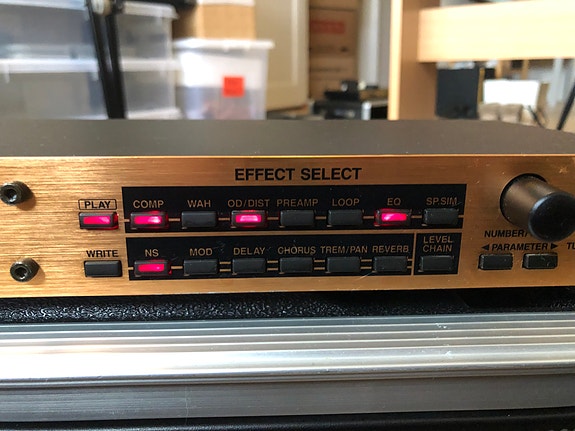 EFFECT SELECT
PLAY COMP WAH OD/DIST PREAMP LOOP EQ SP.SIM.
WRITE NS MOD DELAY CHORUS TREM/PAN REVERB LEVEL
CHAIN
NUMBER/
◄PARAMETER►